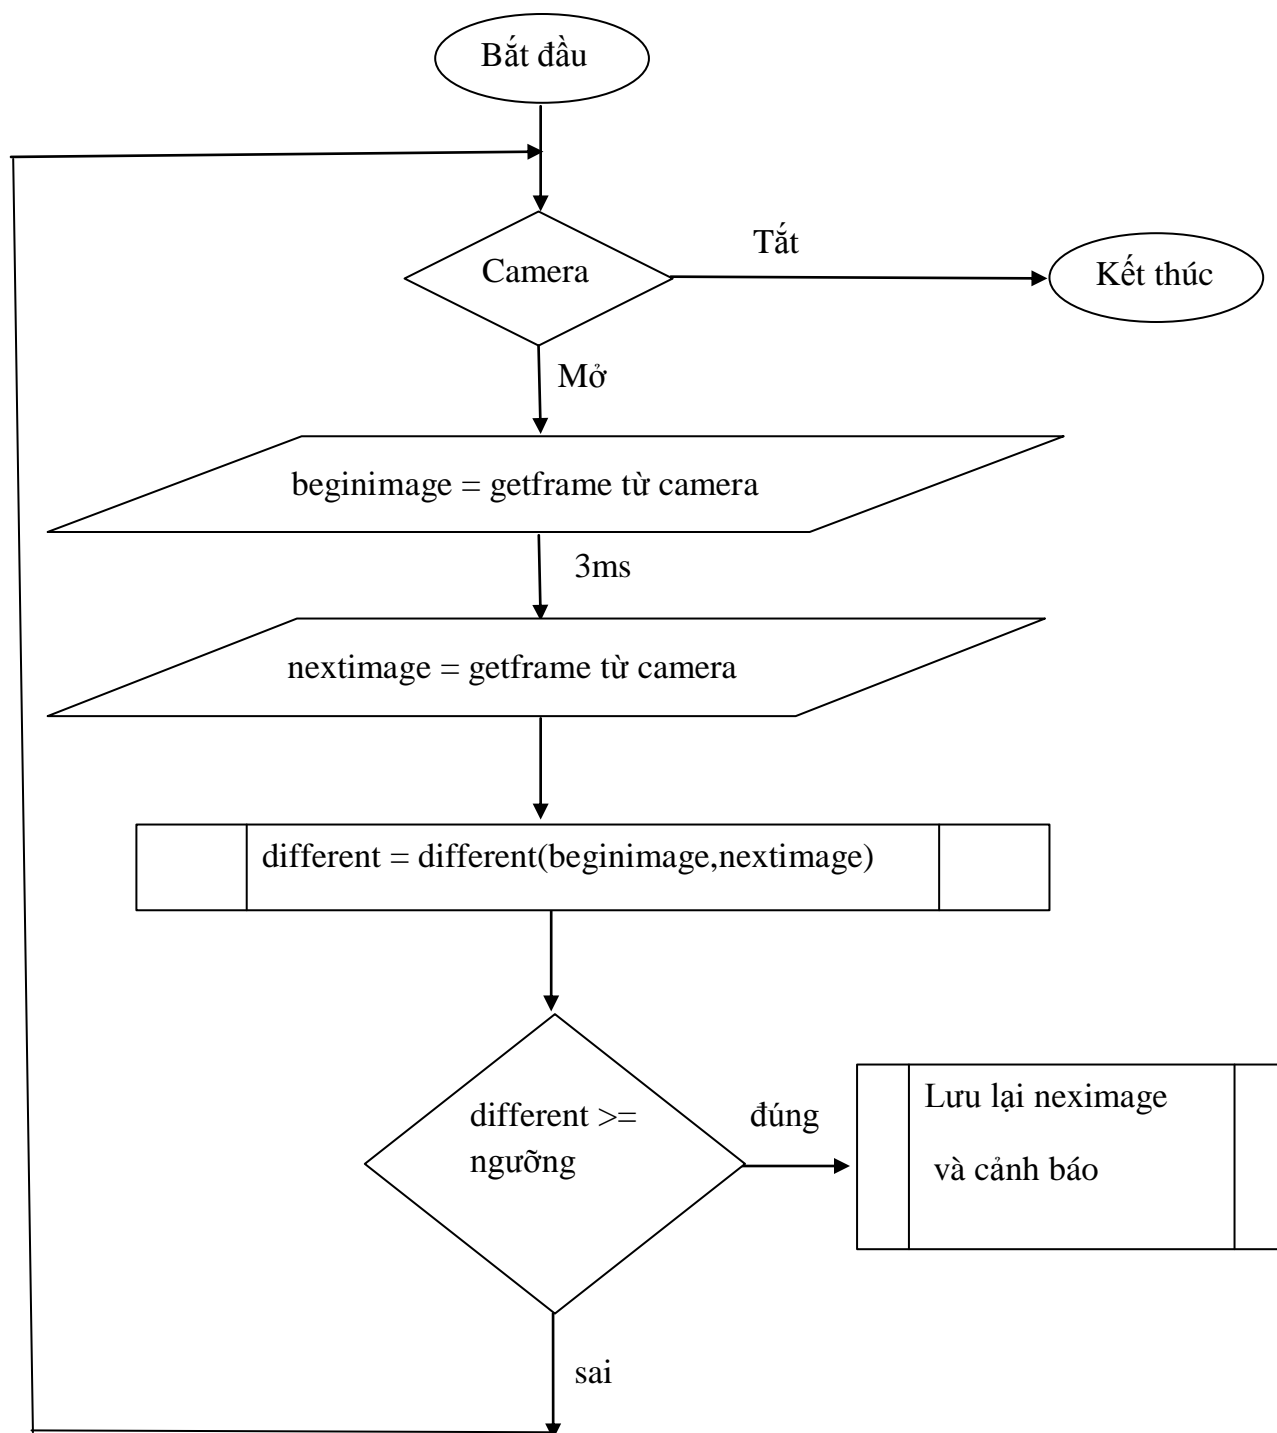 Bắt đầu
Tắt
Camera
Kết thúc
Mở
beginimage = getframe từ camera
3ms
nextimage = getframe từ camera
different = different(beginimage,nextimage)
different >=
ngưỡng
đúng
Lưu lại neximage
và cảnh báo
sai